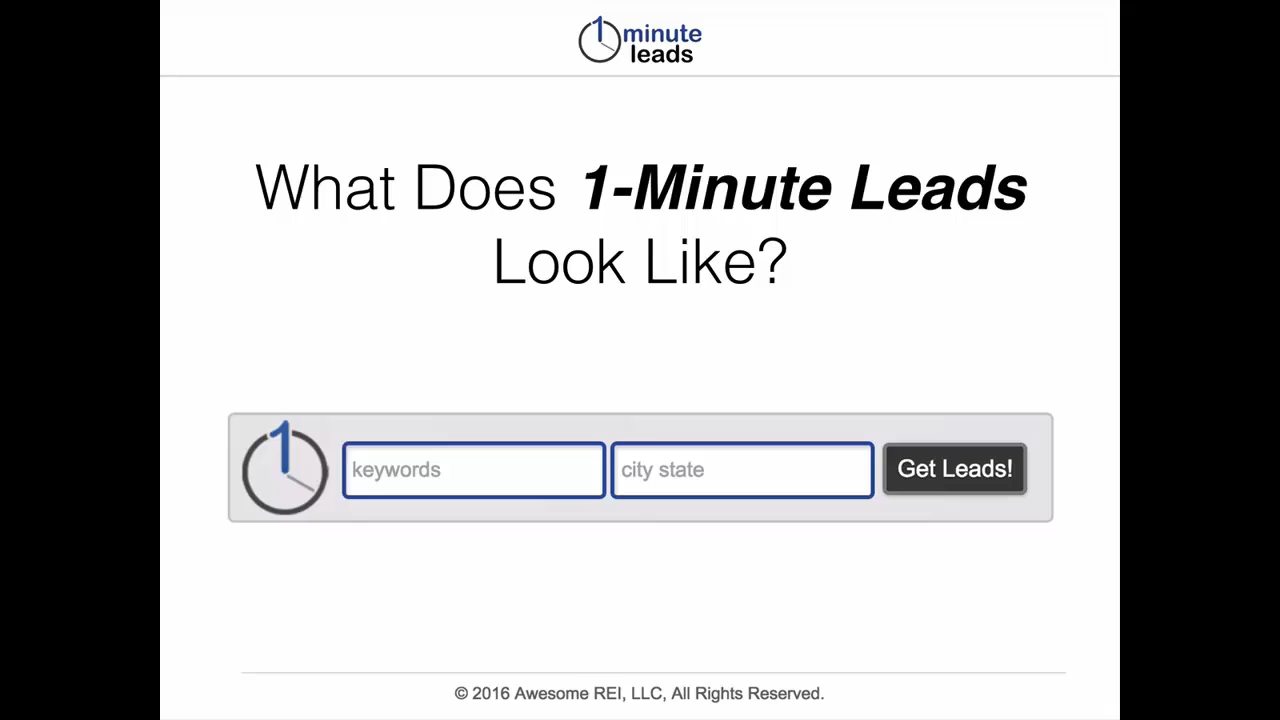 1 minute
leads
What Does 1-Minute Leads
Look Like?
1 keywords city state Get Leads!
© 2016 Awesome REI, LLC, All Rights Reserved.